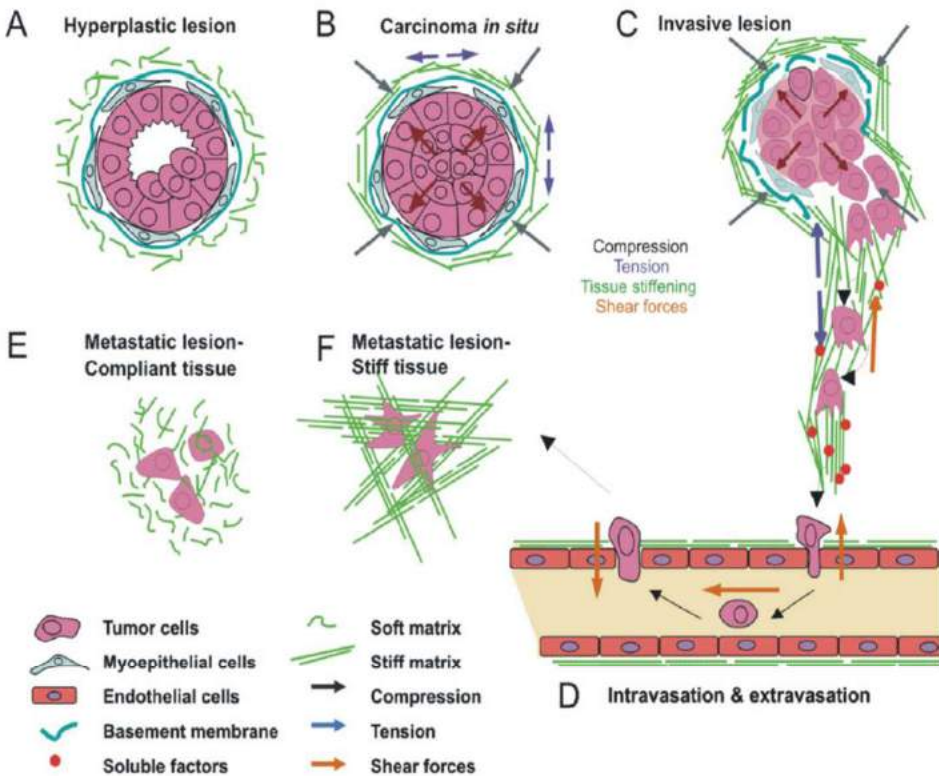 A Hyperplastic lesion
B Carcinoma in situ
C Invasive lesion
Compression
Tension
Tissue stiffening
Shear forces
E Metastatic lesion-
Compliant tissue
F Metastatic lesion-
Stiff tissue
D Intravasation & extravasation
Tumor cells
Myoepithelial cells
Endothelial cells
Basement membrane
Soluble factors
Soft matrix
Stiff matrix
Compression
Tension
Shear forces